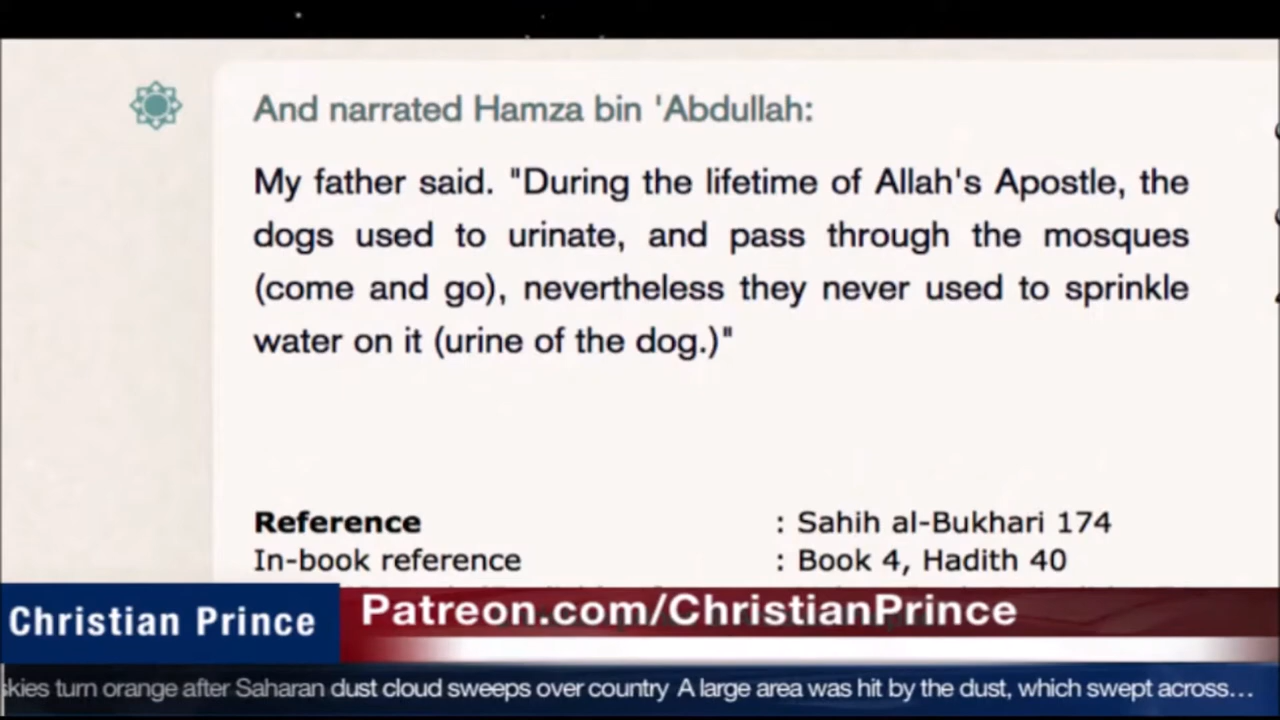 And narrated Hamza bin 'Abdullah:
My father said. "During the lifetime of Allah's Apostle, the
dogs used to urinate, and pass through the mosques
(come and go), nevertheless they never used to sprinkle
water on it (urine of the dog.)"
Reference : Sahih al-Bukhari 174
In-book reference : Book 4, Hadith 40
Christian Prince
Patreon.com/ChristianPrince
skies turn orange after Saharan dust cloud sweeps over country A large area was hit by the dust, which swept across...